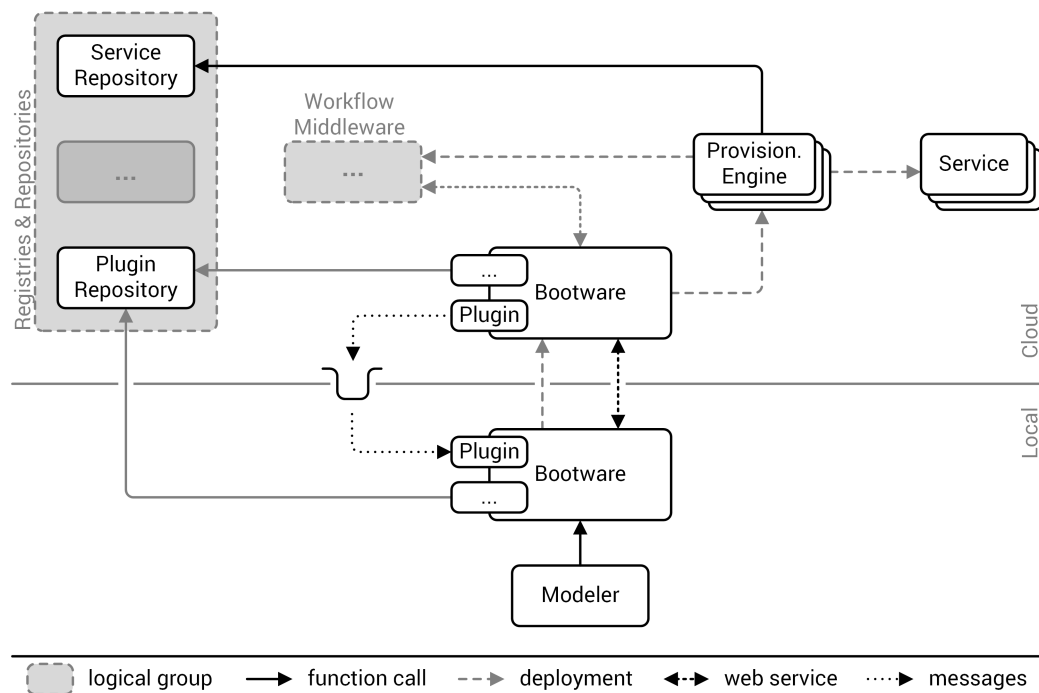 Service
Repository
...
Plugin
Repository
Registries & Repositories
Workflow
Middleware
...
Provision.
Engine
Service
...
Plugin
Bootware
Cloud
Local
Plugin
...
Bootware
Modeler
logical group
function call
deployment
web service
messages